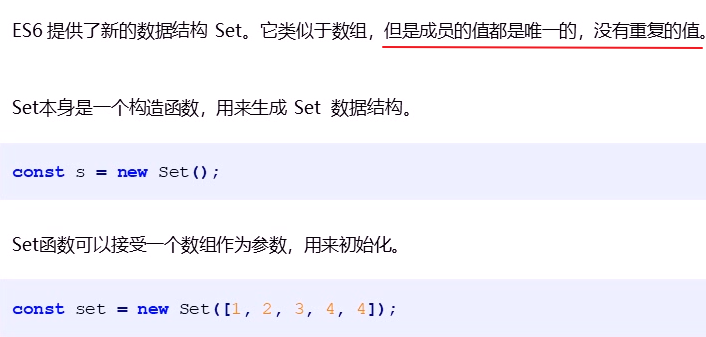 ES6 提供了新的数据结构 Set。它类似于数组，但是成员的值都是唯一的，没有重复的值。
Set本身是一个构造函数，用来生成 Set 数据结构。
const s = new Set();
Set函数可以接受一个数组作为参数，用来初始化。
const set = new Set([1, 2, 3, 4, 4]);